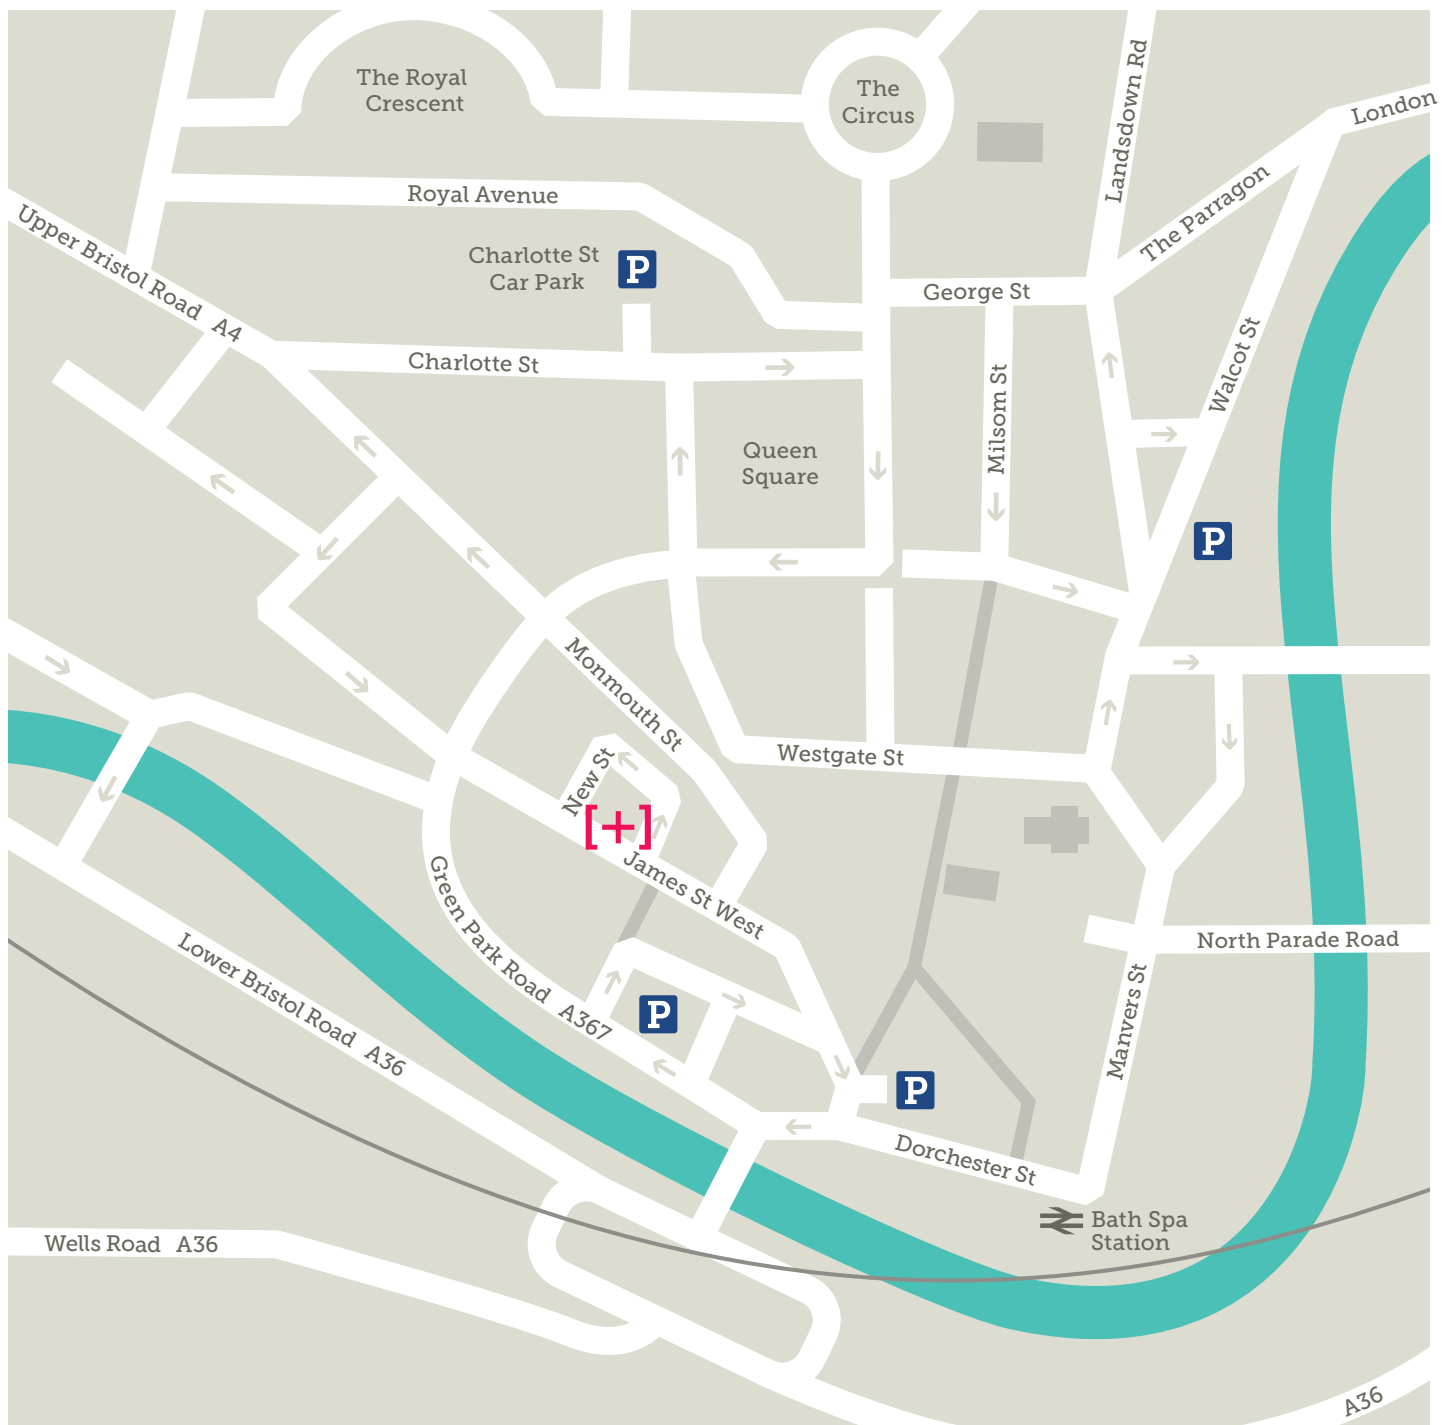 The Royal
Crescent
The
Circus
Landsdown Rd
London
The Parragon
Royal Avenue
Upper Bristol Road A4
Charlotte St
Car Park
P
George St
Charlotte St
Walcot St
Milsom St
Queen
Square
P
Monmouth St
Westgate St
New St
[+]
James St West
Green Park Road A367
North Parade Road
Lower Bristol Road A36
P
Manvers St
P
Dorchester St
Bath Spa
Station
Wells Road A36
A36